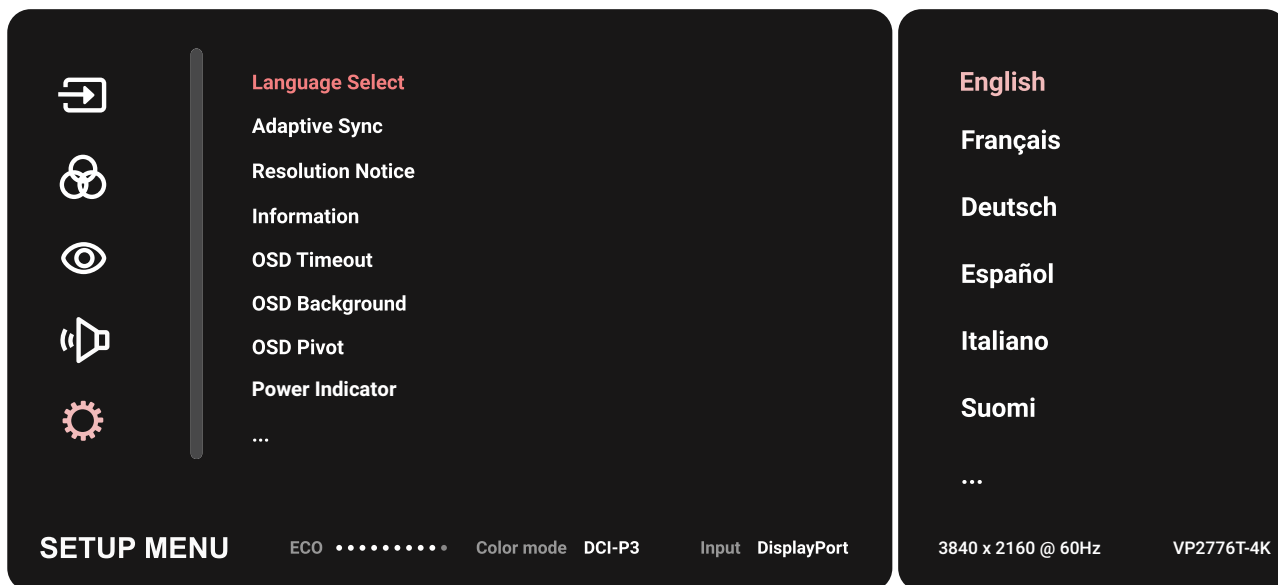 Language Select
Adaptive Sync
Resolution Notice
Information
OSD Timeout
OSD Background
OSD Pivot
Power Indicator
...
English
Français
Deutsch
Español
Italiano
Suomi
...
SETUP MENU ECO Color mode DCI-P3 Input DisplayPort 3840 x 2160 @ 60Hz VP2776T-4K